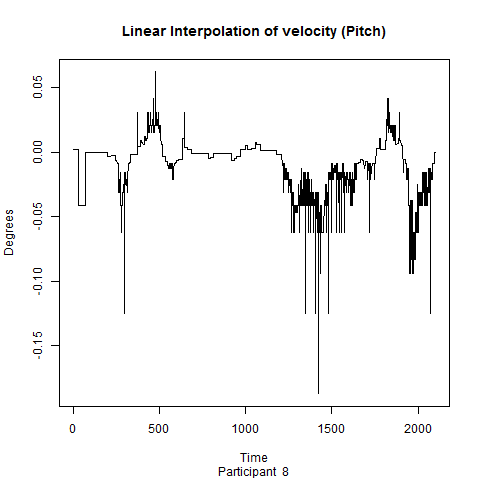 Linear Interpolation of velocity (Pitch)
Degrees
0.05
0.00
-0.05
-0.10
-0.15
0 500 1000 1500 2000
Time
Participant 8